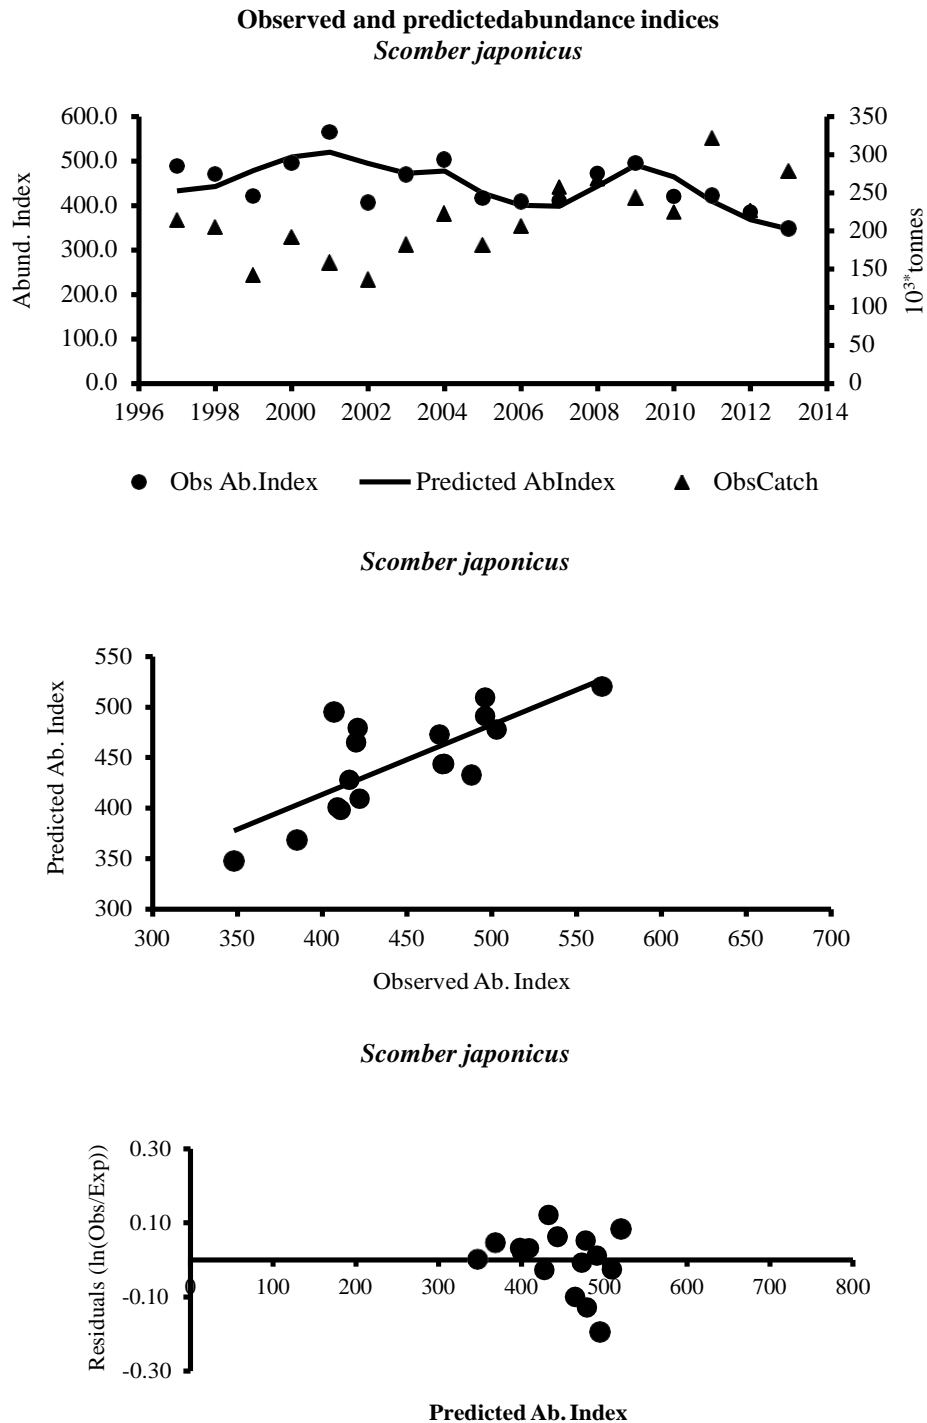 Observed and predictedabundance indices
Scomber japonicus
600.0
500.0
400.0
300.0
200.0
100.0
0.0
Abund. Index
350
300
250
200
150
100
50
0
10³*tonnes
1996 1998 2000 2002 2004 2006 2008 2010 2012 2014
Obs Ab.Index Predicted AbIndex ObsCatch
Scomber japonicus
550
500
450
400
350
300
Predicted Ab. Index
300 350 400 450 500 550 600 650 700
Observed Ab. Index
Scomber japonicus
0.30
0.10
-0.10
-0.30
Residuals (ln(Obs/Exp))
0 100 200 300 400 500 600 700 800
Predicted Ab. Index